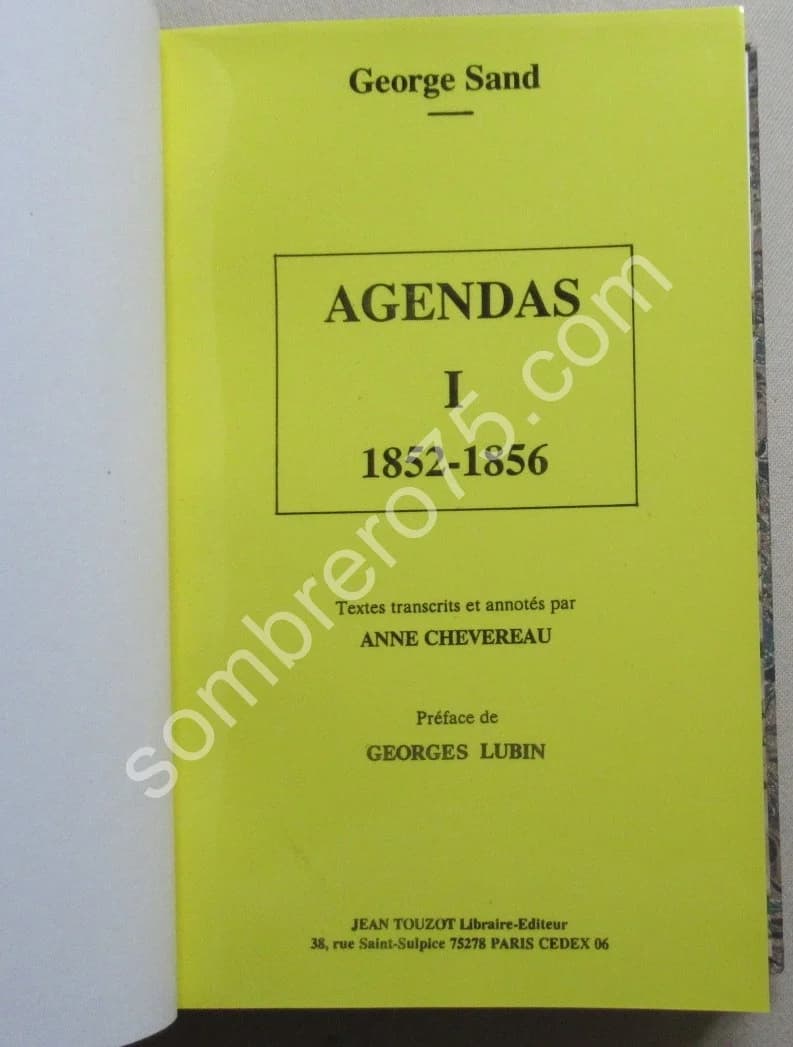 George Sand
AGENDAS
I
1852-1856
Textes transcrits et annotés par
ANNE CHEVEREAU
Préface de
GEORGES LUBIN
JEAN TOUZOT Libraire-Editeur
38, rue Saint-Sulpice 75278 PARIS CEDEX 06
sombrero75.com